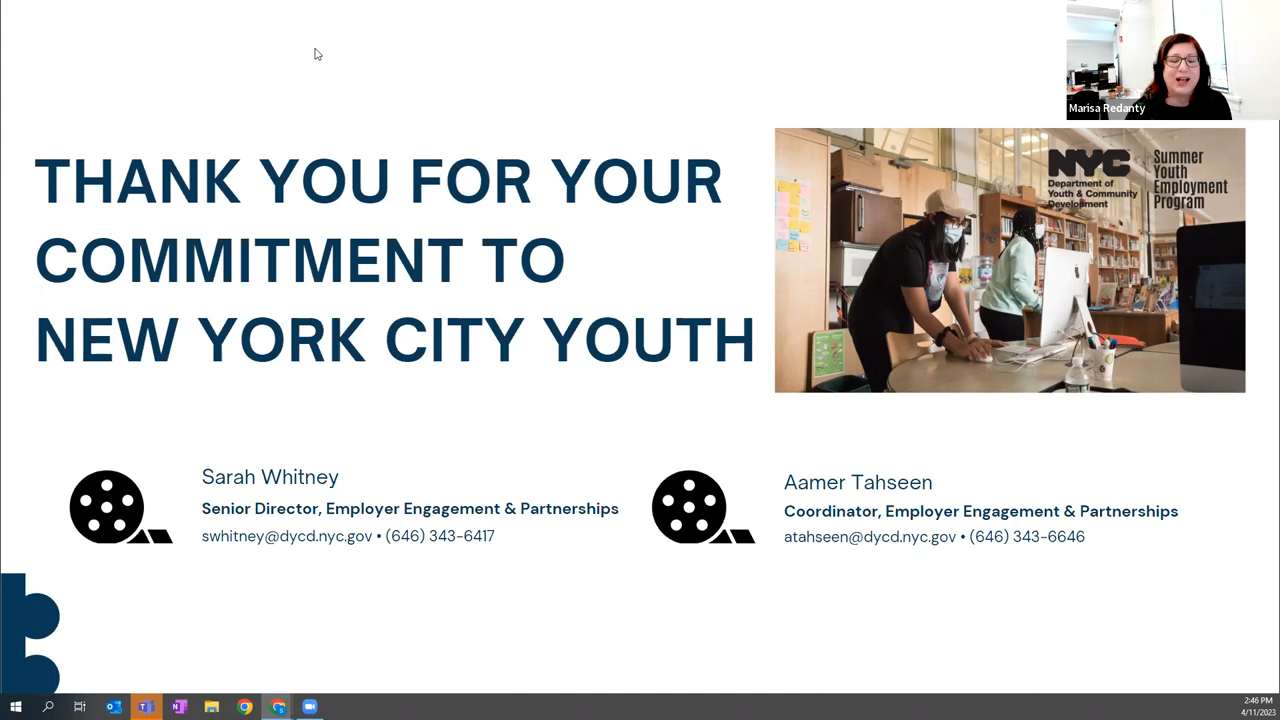 Marisa Redanty
THANK YOU FOR YOUR
COMMITMENT TO
NEW YORK CITY YOUTH
NYC
Department of
Youth & Community
Development
Summer
Youth
Employment
Program
Sarah Whitney
Senior Director, Employer Engagement & Partnerships
swhitney@dycd.nyc.gov • (646) 343-6417
Aamer Tahseen
Coordinator, Employer Engagement & Partnerships
atahseen@dycd.nyc.gov • (646) 343-6646
2:46 PM
4/11/2023